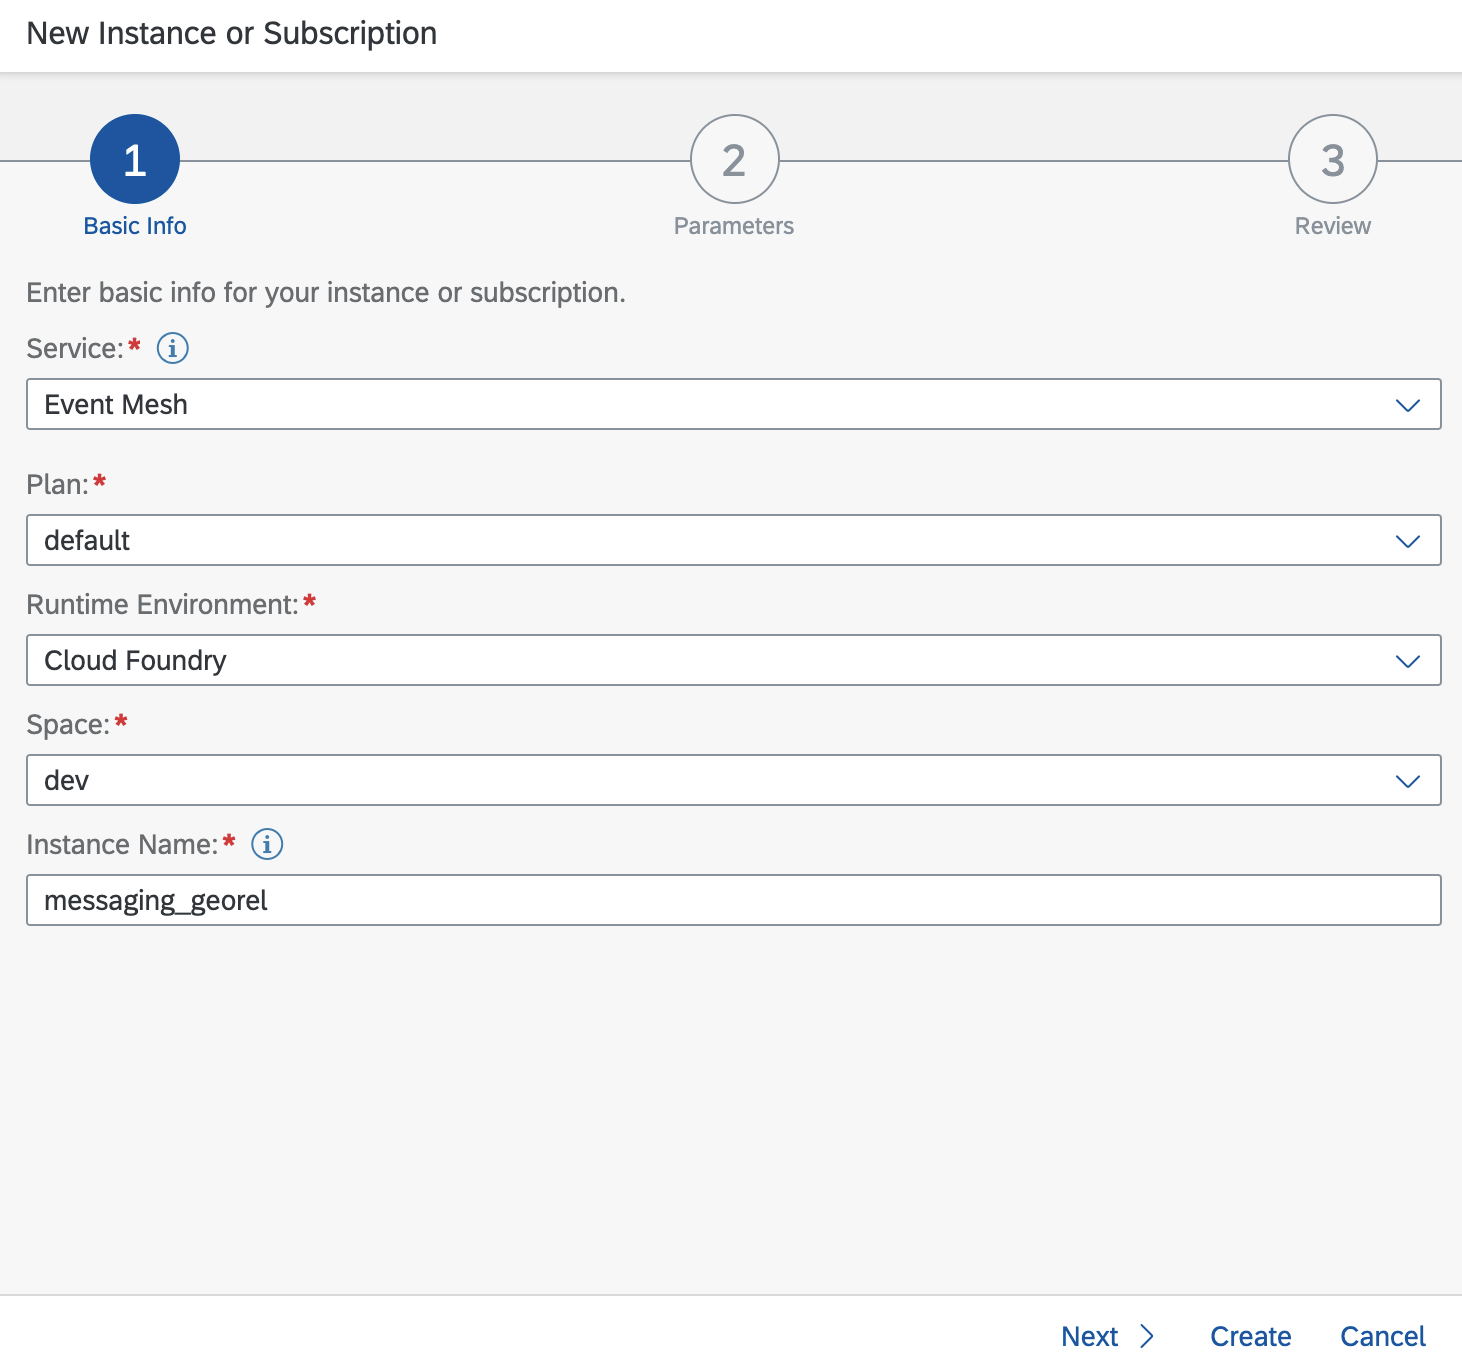 New Instance or Subscription
1
2
3
Basic Info
Parameters
Review
Enter basic info for your instance or subscription.
Service:*
Event Mesh
Plan:*
default
Runtime Environment:*
Cloud Foundry
Space:*
dev
Instance Name:*
messaging_georel
Next
Create
Cancel